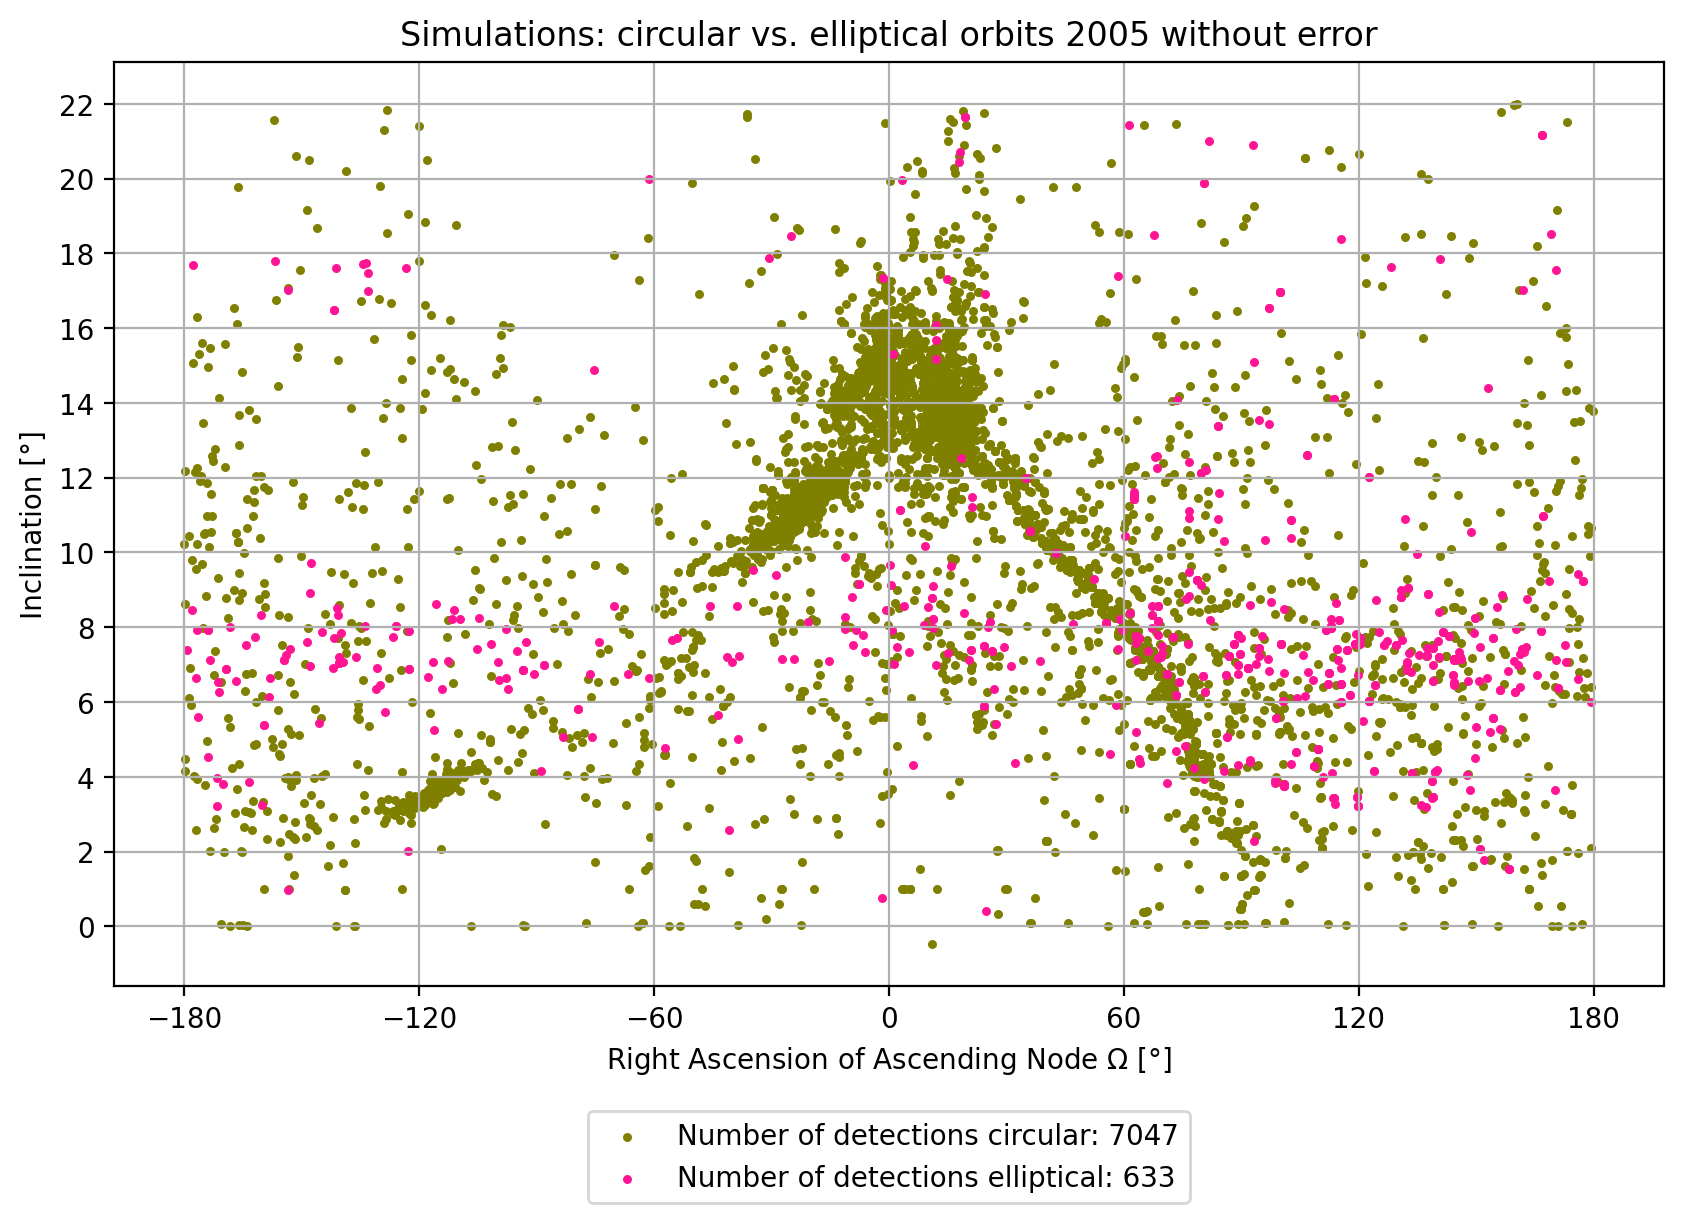 Simulations: circular vs. elliptical orbits 2005 without error
22
20
18
16
14
12
10
8
6
4
2
0
Inclination [°]
−180 −120 −60 0 60 120 180
Right Ascension of Ascending Node Ω [°]
Number of detections circular: 7047
Number of detections elliptical: 633